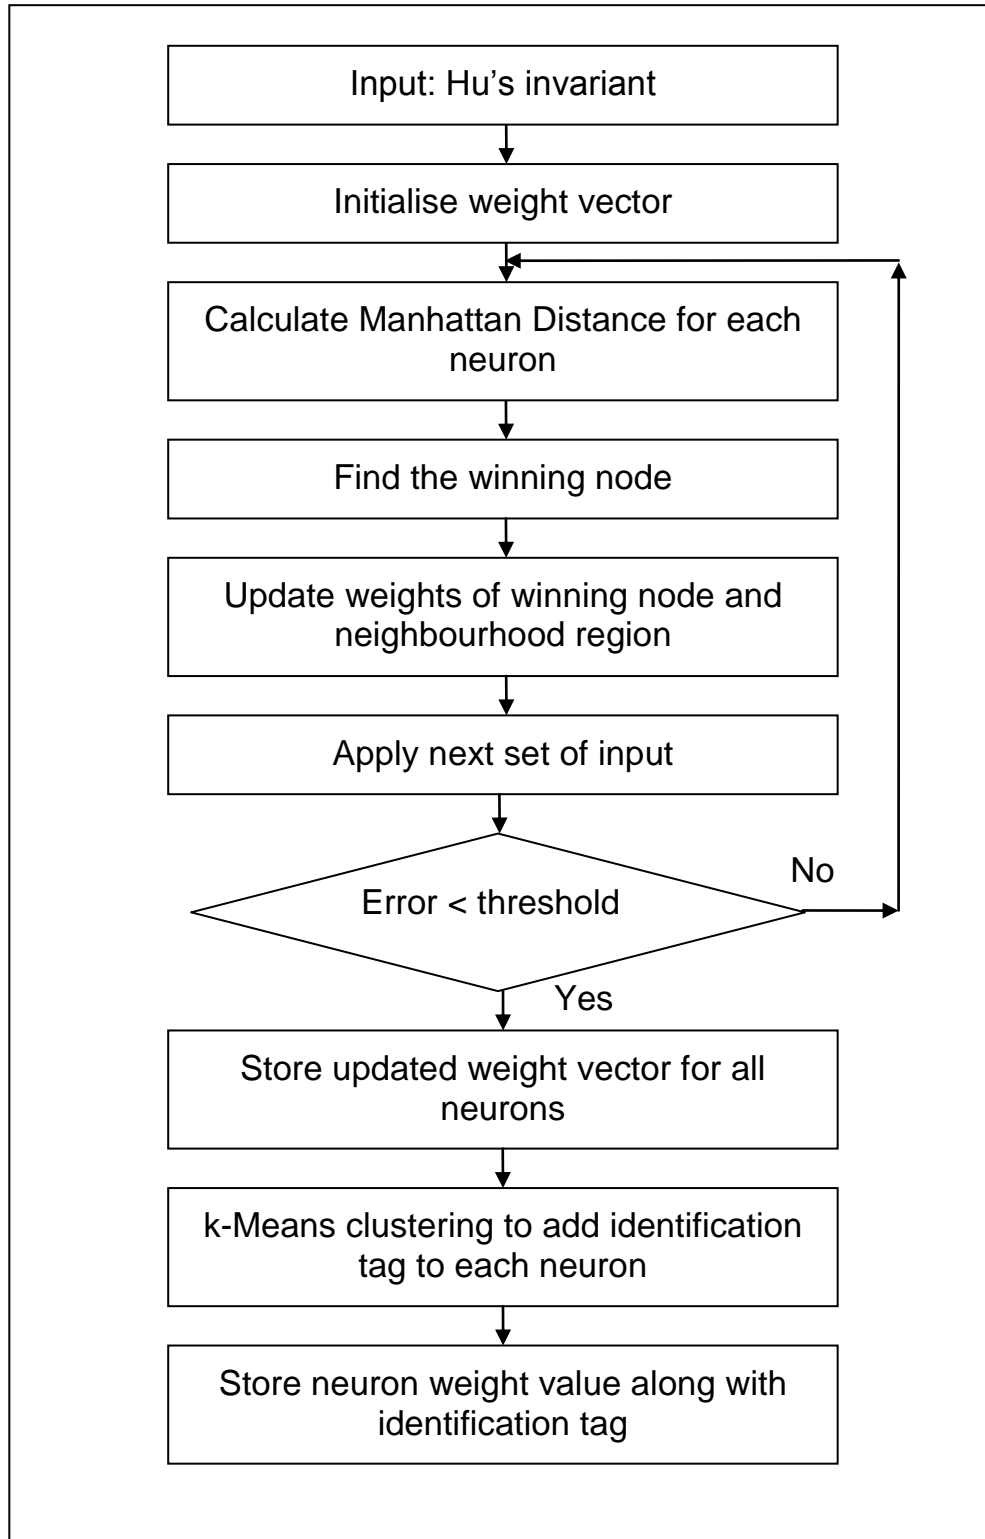 Input: Hu’s invariant
Initialise weight vector
Calculate Manhattan Distance for each
neuron
Find the winning node
Update weights of winning node and
neighbourhood region
Apply next set of input
No
Error < threshold
Yes
Store updated weight vector for all
neurons
k-Means clustering to add identification
tag to each neuron
Store neuron weight value along with
identification tag